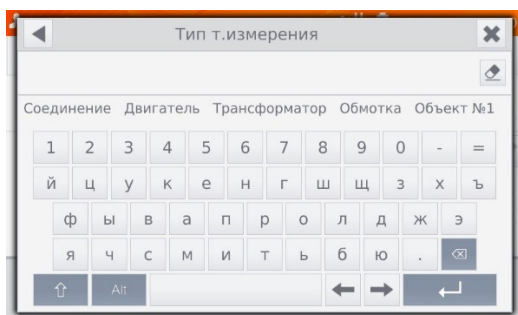 Тип т.измерения
Соединение Двигатель Трансформатор Обмотка Объект №1
1 2 3 4 5 6 7 8 9 0 - =
й ц у к е н г ш щ з х ъ
ф ы в а п р о л д ж э
я ч с м и т ь б ю .
Alt